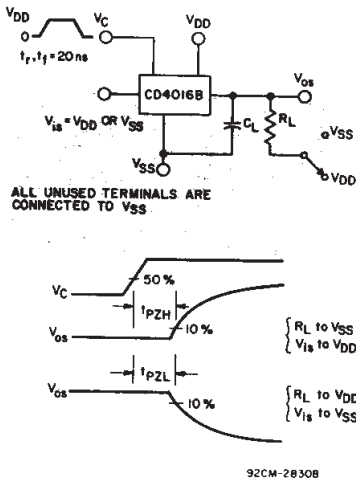 VDD
0
tr, tf = 20 ns
VC
VDD
CD4016B
Vis = VDD OR VSS
VSS
CL
RL
Vos
VSS
VDD
ALL UNUSED TERMINALS ARE
CONNECTED TO VSS
VC
50%
tPZH
Vos
10%
RL to VSS
Vis to VDD
tPZL
Vos
10%
RL to VDD
Vis to VSS
92CM-28308